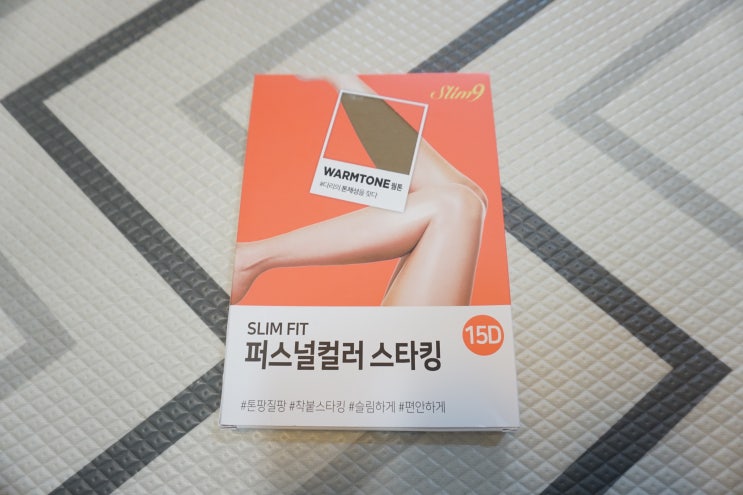 Slim9
WARMTONE 웜톤
#다리의 톤재성을 찾다
SLIM FIT
15D
퍼스널컬러 스타킹
#톤팡질팡 #착붙스타킹 #슬림하게 #편안하게